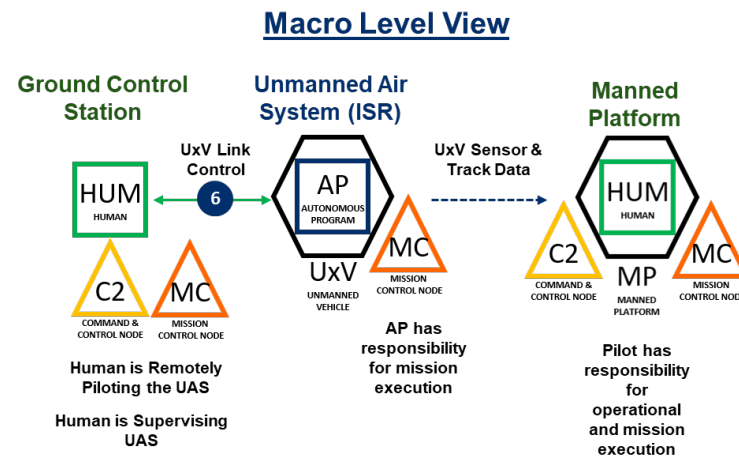 Macro Level View
Ground Control
Station
Unmanned Air
System (ISR)
Manned
Platform
UxV Link
Control
UxV Sensor &
Track Data
HUM
HUMAN
6
AP
AUTONOMOUS
PROGRAM
HUM
HUMAN
C2
COMMAND &
CONTROL NODE
MC
MISSION
CONTROL NODE
UxV
UNMANNED
VEHICLE
MC
MISSION
CONTROL NODE
C2
COMMAND &
CONTROL NODE
MP
MANNED
PLATFORM
MC
MISSION
CONTROL NODE
Human is Remotely
Piloting the UAS
Human is Supervising
UAS
AP has
responsibility
for mission
execution
Pilot has
responsibility
for
operational
and mission
execution